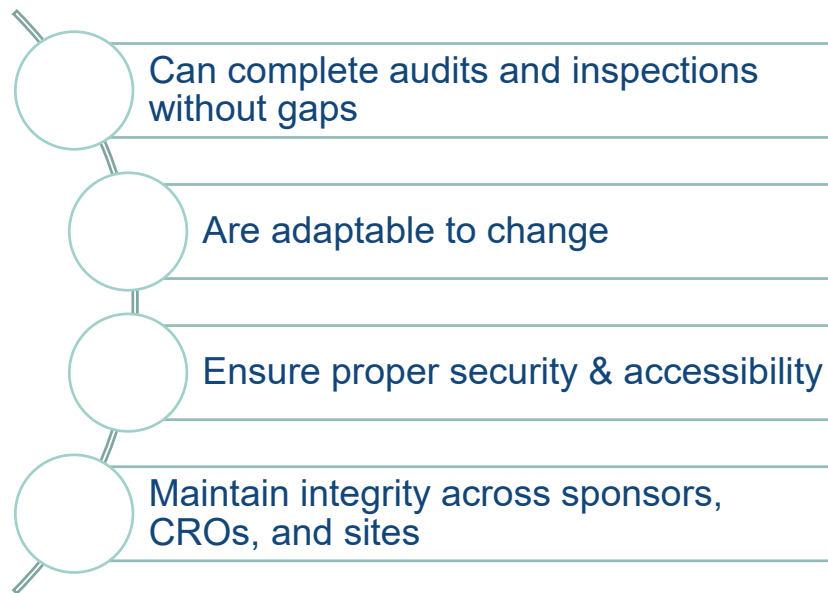 Can complete audits and inspections
without gaps
Are adaptable to change
Ensure proper security & accessibility
Maintain integrity across sponsors,
CROs, and sites